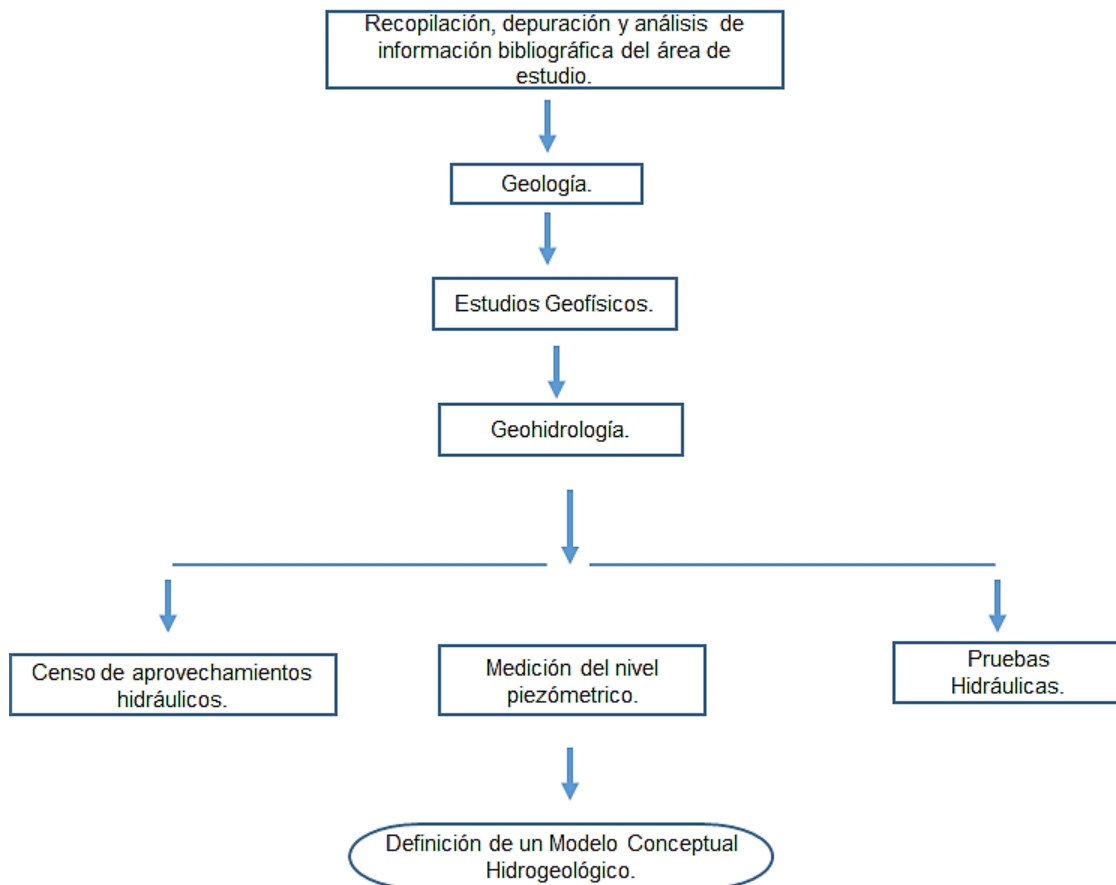 Recopilación, depuración y análisis de
información bibliográfica del área de
estudio.
Geología.
Estudios Geofísicos.
Geohidrología.
Censo de aprovechamientos
hidráulicos.
Medición del nivel
piezómetrico.
Pruebas
Hidráulicas.
Definición de un Modelo Conceptual
Hidrogeológico.